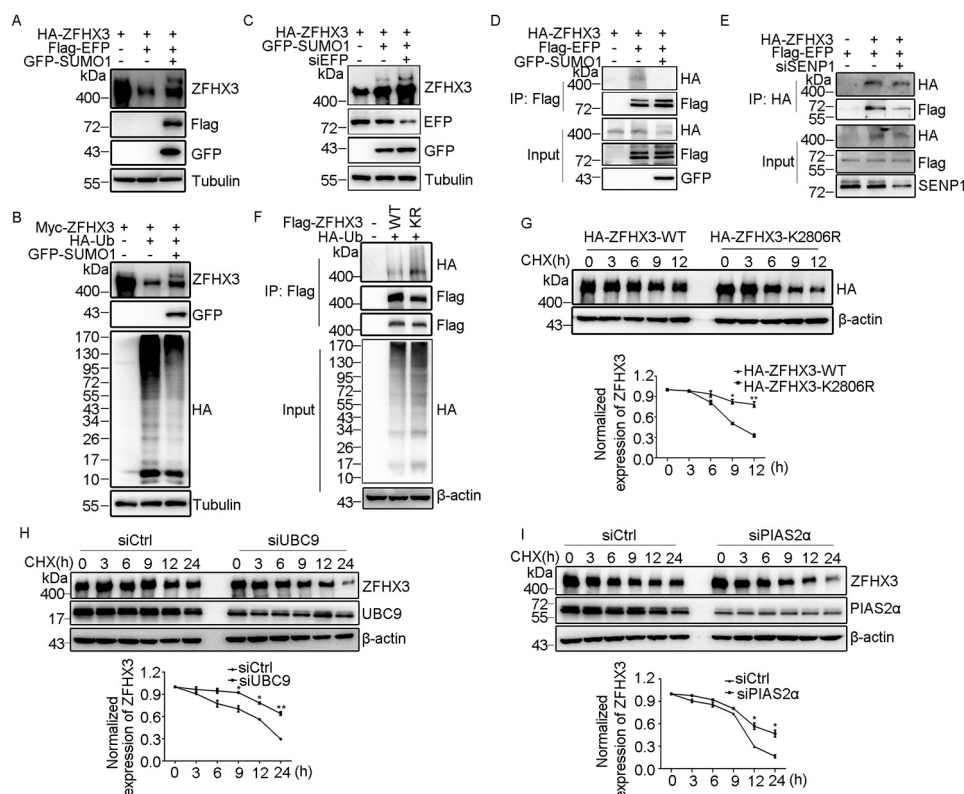 A
HA-ZFHX3 + + +
Flag-EFP - + +
GFP-SUMO1 - - +
kDa
400
ZFHX3
72
Flag
43
GFP
55
Tubulin
C
HA-ZFHX3 + + +
GFP-SUMO1 - + +
siEFP - - +
kDa
400
ZFHX3
72
EFP
43
GFP
55
Tubulin
D
HA-ZFHX3 + + +
Flag-EFP - + +
GFP-SUMO1 - - +
kDa
400
HA
IP: Flag
72
Flag
400
HA
Input
72
Flag
43
GFP
E
HA-ZFHX3 - + +
Flag-EFP + + +
siSENP1 - - +
kDa
400
HA
IP: HA
72
55
Flag
400
HA
Input
72
55
Flag
72
SENP1
B
Myc-ZFHX3 + + +
HA-Ub - + +
GFP-SUMO1 - - +
kDa
400
ZFHX3
43
GFP
170
130
95
72
55
43
34
26
17
10
HA
55
Tubulin
F
Flag-ZFHX3 - WT KR
HA-Ub - + +
kDa
400
HA
IP: Flag
400
Flag
400
Flag
170
130
95
72
55
43
34
26
17
10
Input
HA
43
β-actin
G
HA-ZFHX3-WT HA-ZFHX3-K2806R
CHX(h) 0 3 6 9 12 0 3 6 9 12
kDa
400
HA
43
β-actin
HA-ZFHX3-WT
HA-ZFHX3-K2806R
Normalized
expression of ZFHX3
1.2
0.9
0.6
0.3
0
* **
0 3 6 9 12 (h)
H
siCtrl siUBC9
CHX(h) 0 3 6 9 12 24 0 3 6 9 12 24
kDa
400
ZFHX3
17
UBC9
43
β-actin
siCtrl
siUBC9
Normalized
expression of ZFHX3
1.2
0.9
0.6
0.3
0
* * **
0 3 6 9 12 24 (h)
I
siCtrl siPIAS2α
CHX(h) 0 3 6 9 12 24 0 3 6 9 12 24
kDa
400
ZFHX3
72
55
PIAS2α
43
β-actin
siCtrl
siPIAS2α
Normalized
expression of ZFHX3
1.2
0.9
0.6
0.3
0
* *
0 3 6 9 12 24 (h)